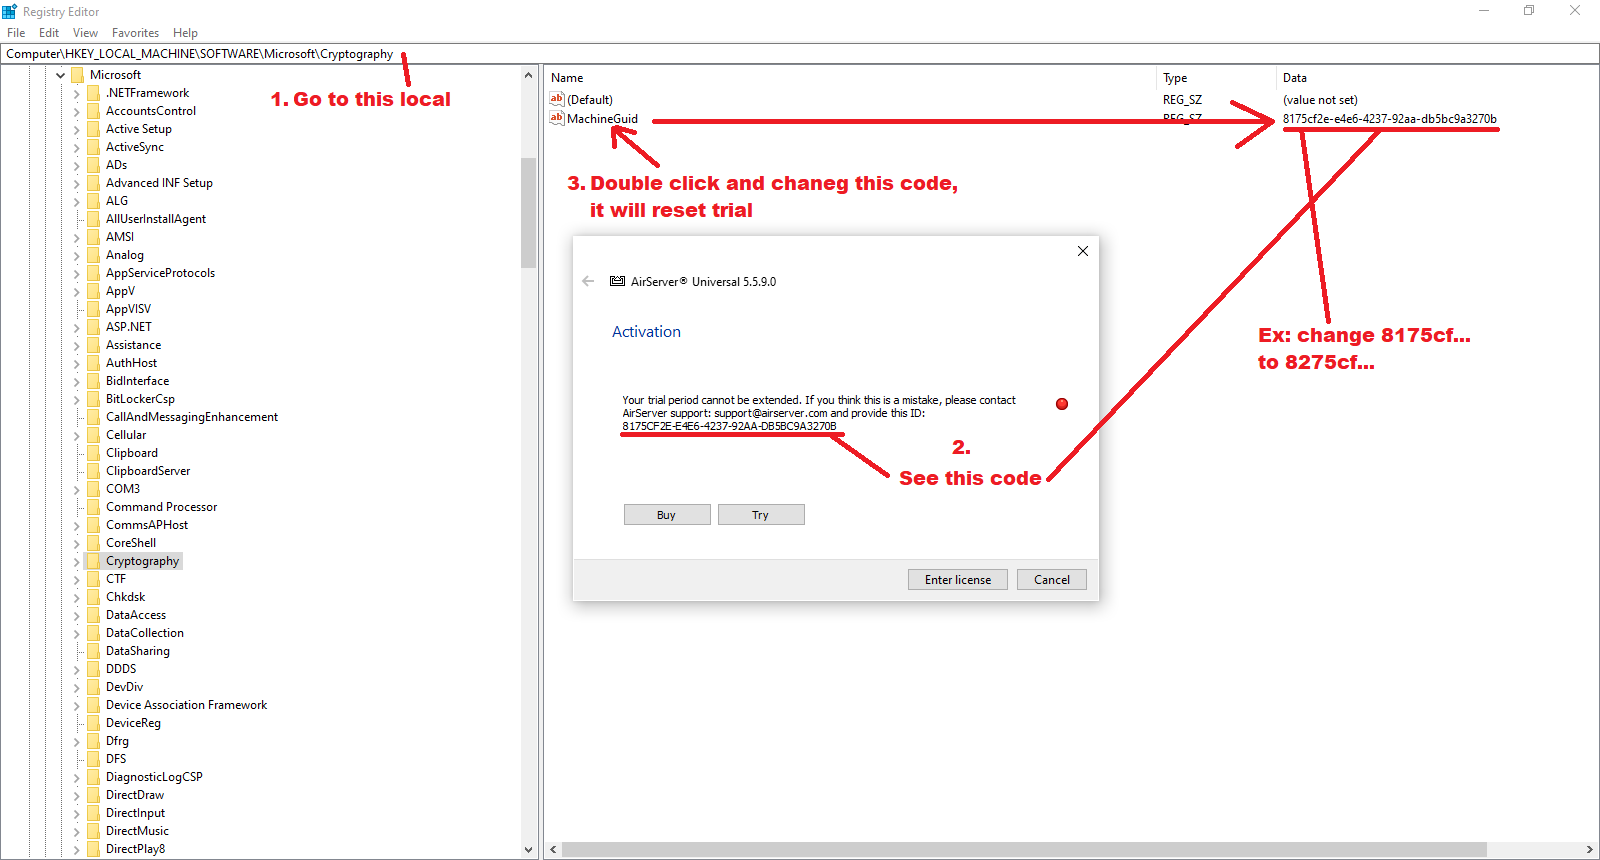 Registry Editor
File Edit View Favorites Help
Computer\HKEY_LOCAL_MACHINE\SOFTWARE\Microsoft\Cryptography
Microsoft
.NETFramework
AccountsControl
Active Setup
ActiveSync
ADs
Advanced INF Setup
ALG
AllUserInstallAgent
AMSI
Analog
AppServiceProtocols
AppV
AppVISV
ASP.NET
Assistance
AuthHost
BidInterface
BitLockerCsp
CallAndMessagingEnhancement
Cellular
Clipboard
ClipboardServer
COM3
Command Processor
CommsAPHost
CoreShell
Cryptography
CTF
Chkdsk
DataAccess
DataCollection
DataSharing
DDDS
DevDiv
Device Association Framework
DeviceReg
Dfrg
DFS
DiagnosticLogCSP
DirectDraw
DirectInput
DirectMusic
DirectPlay8
1. Go to this local
Name Type Data
ab (Default) REG_SZ (value not set)
ab MachineGuid REG_SZ 8175cf2e-e4e6-4237-92aa-db5bc9a3270b
3. Double click and chaneg this code,
it will reset trial
AirServer® Universal 5.5.9.0
Activation
Your trial period cannot be extended. If you think this is a mistake, please contact
AirServer support: support@airserver.com and provide this ID:
8175CF2E-E4E6-4237-92AA-DB5BC9A3270B
2.
See this code
Buy Try
Enter license Cancel
Ex: change 8175cf...
to 8275cf...